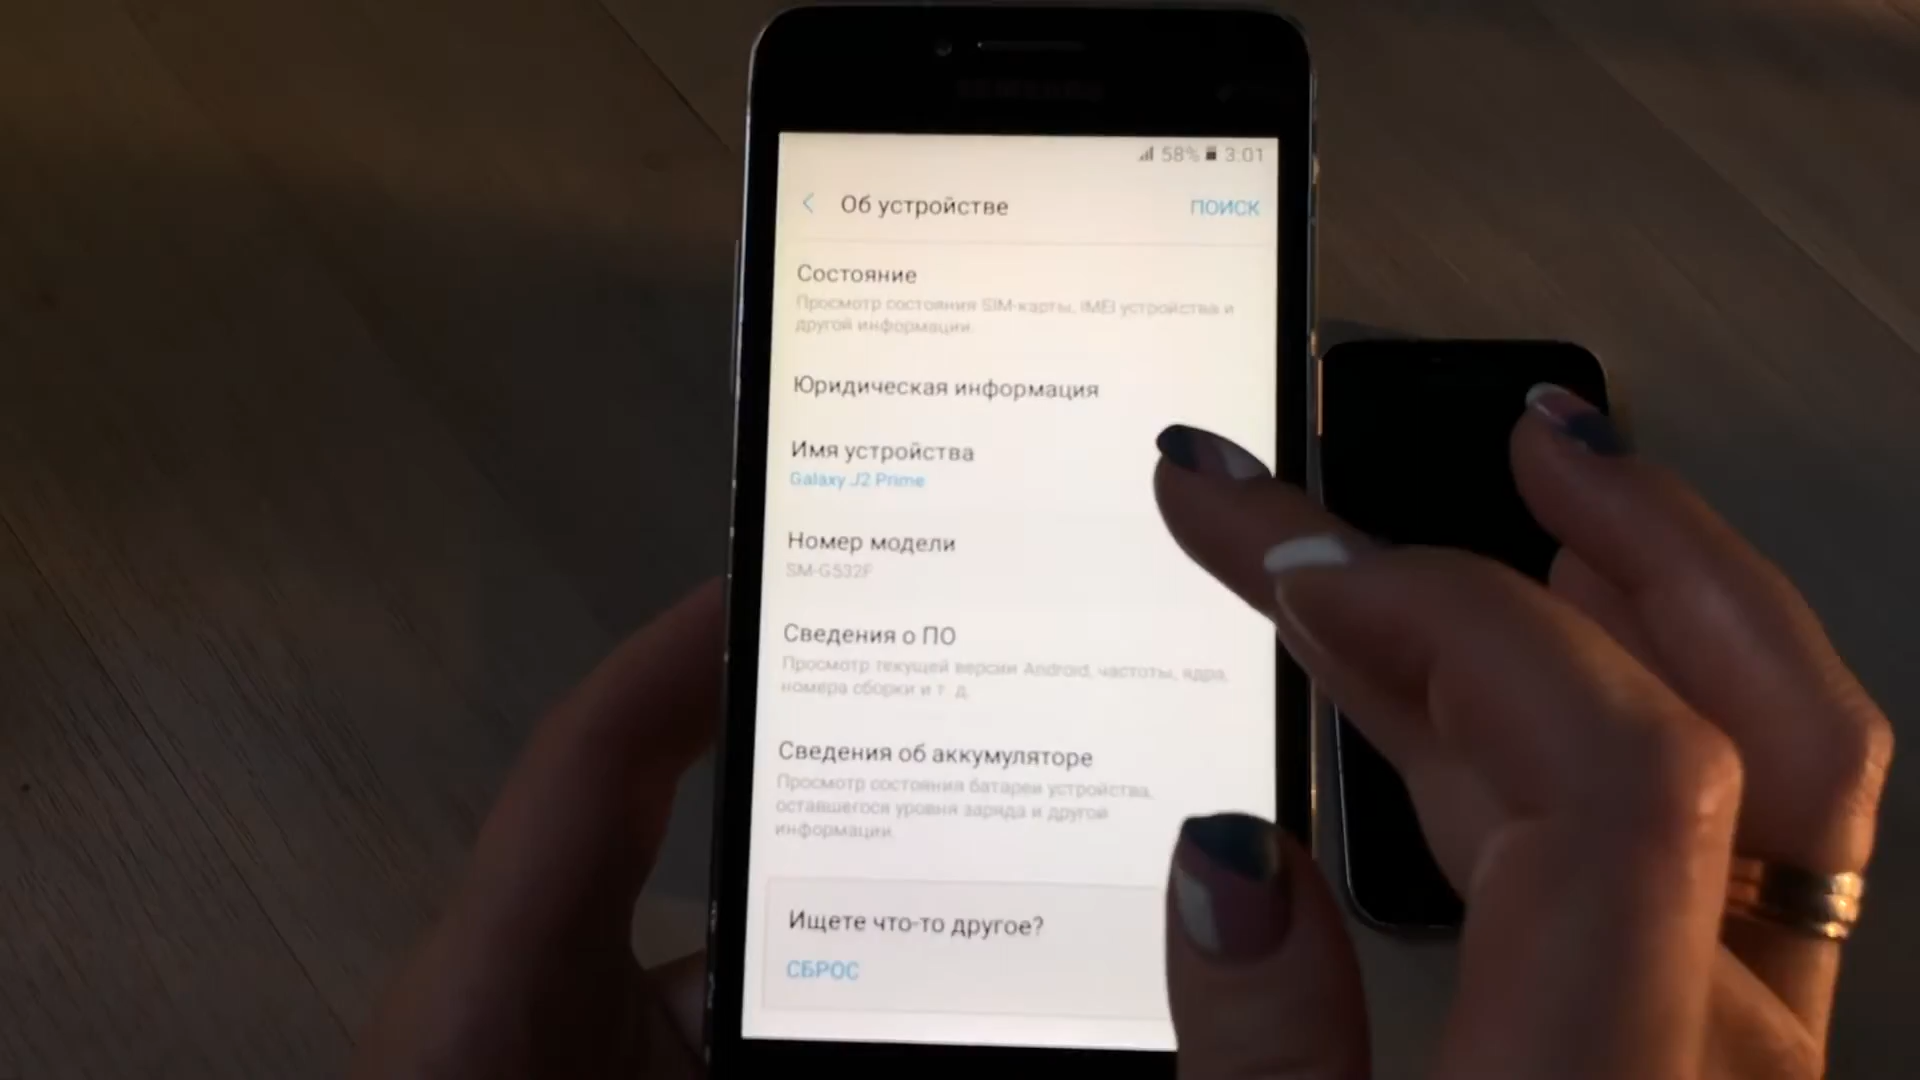 58% 3:01
Об устройстве
ПОИСК
Состояние
Просмотр состояния SIM-карты, IMEI устройства и
другой информации
Юридическая информация
Имя устройства
Galaxy J2 Prime
Номер модели
SM-G532F
Сведения о ПО
Просмотр текущей версии Android, частоты, ядра,
номера сборки и т. д.
Сведения об аккумуляторе
Просмотр состояния батареи устройства,
оставшегося уровня заряда и другой
информации.
Ищете что-то другое?
СБРОС